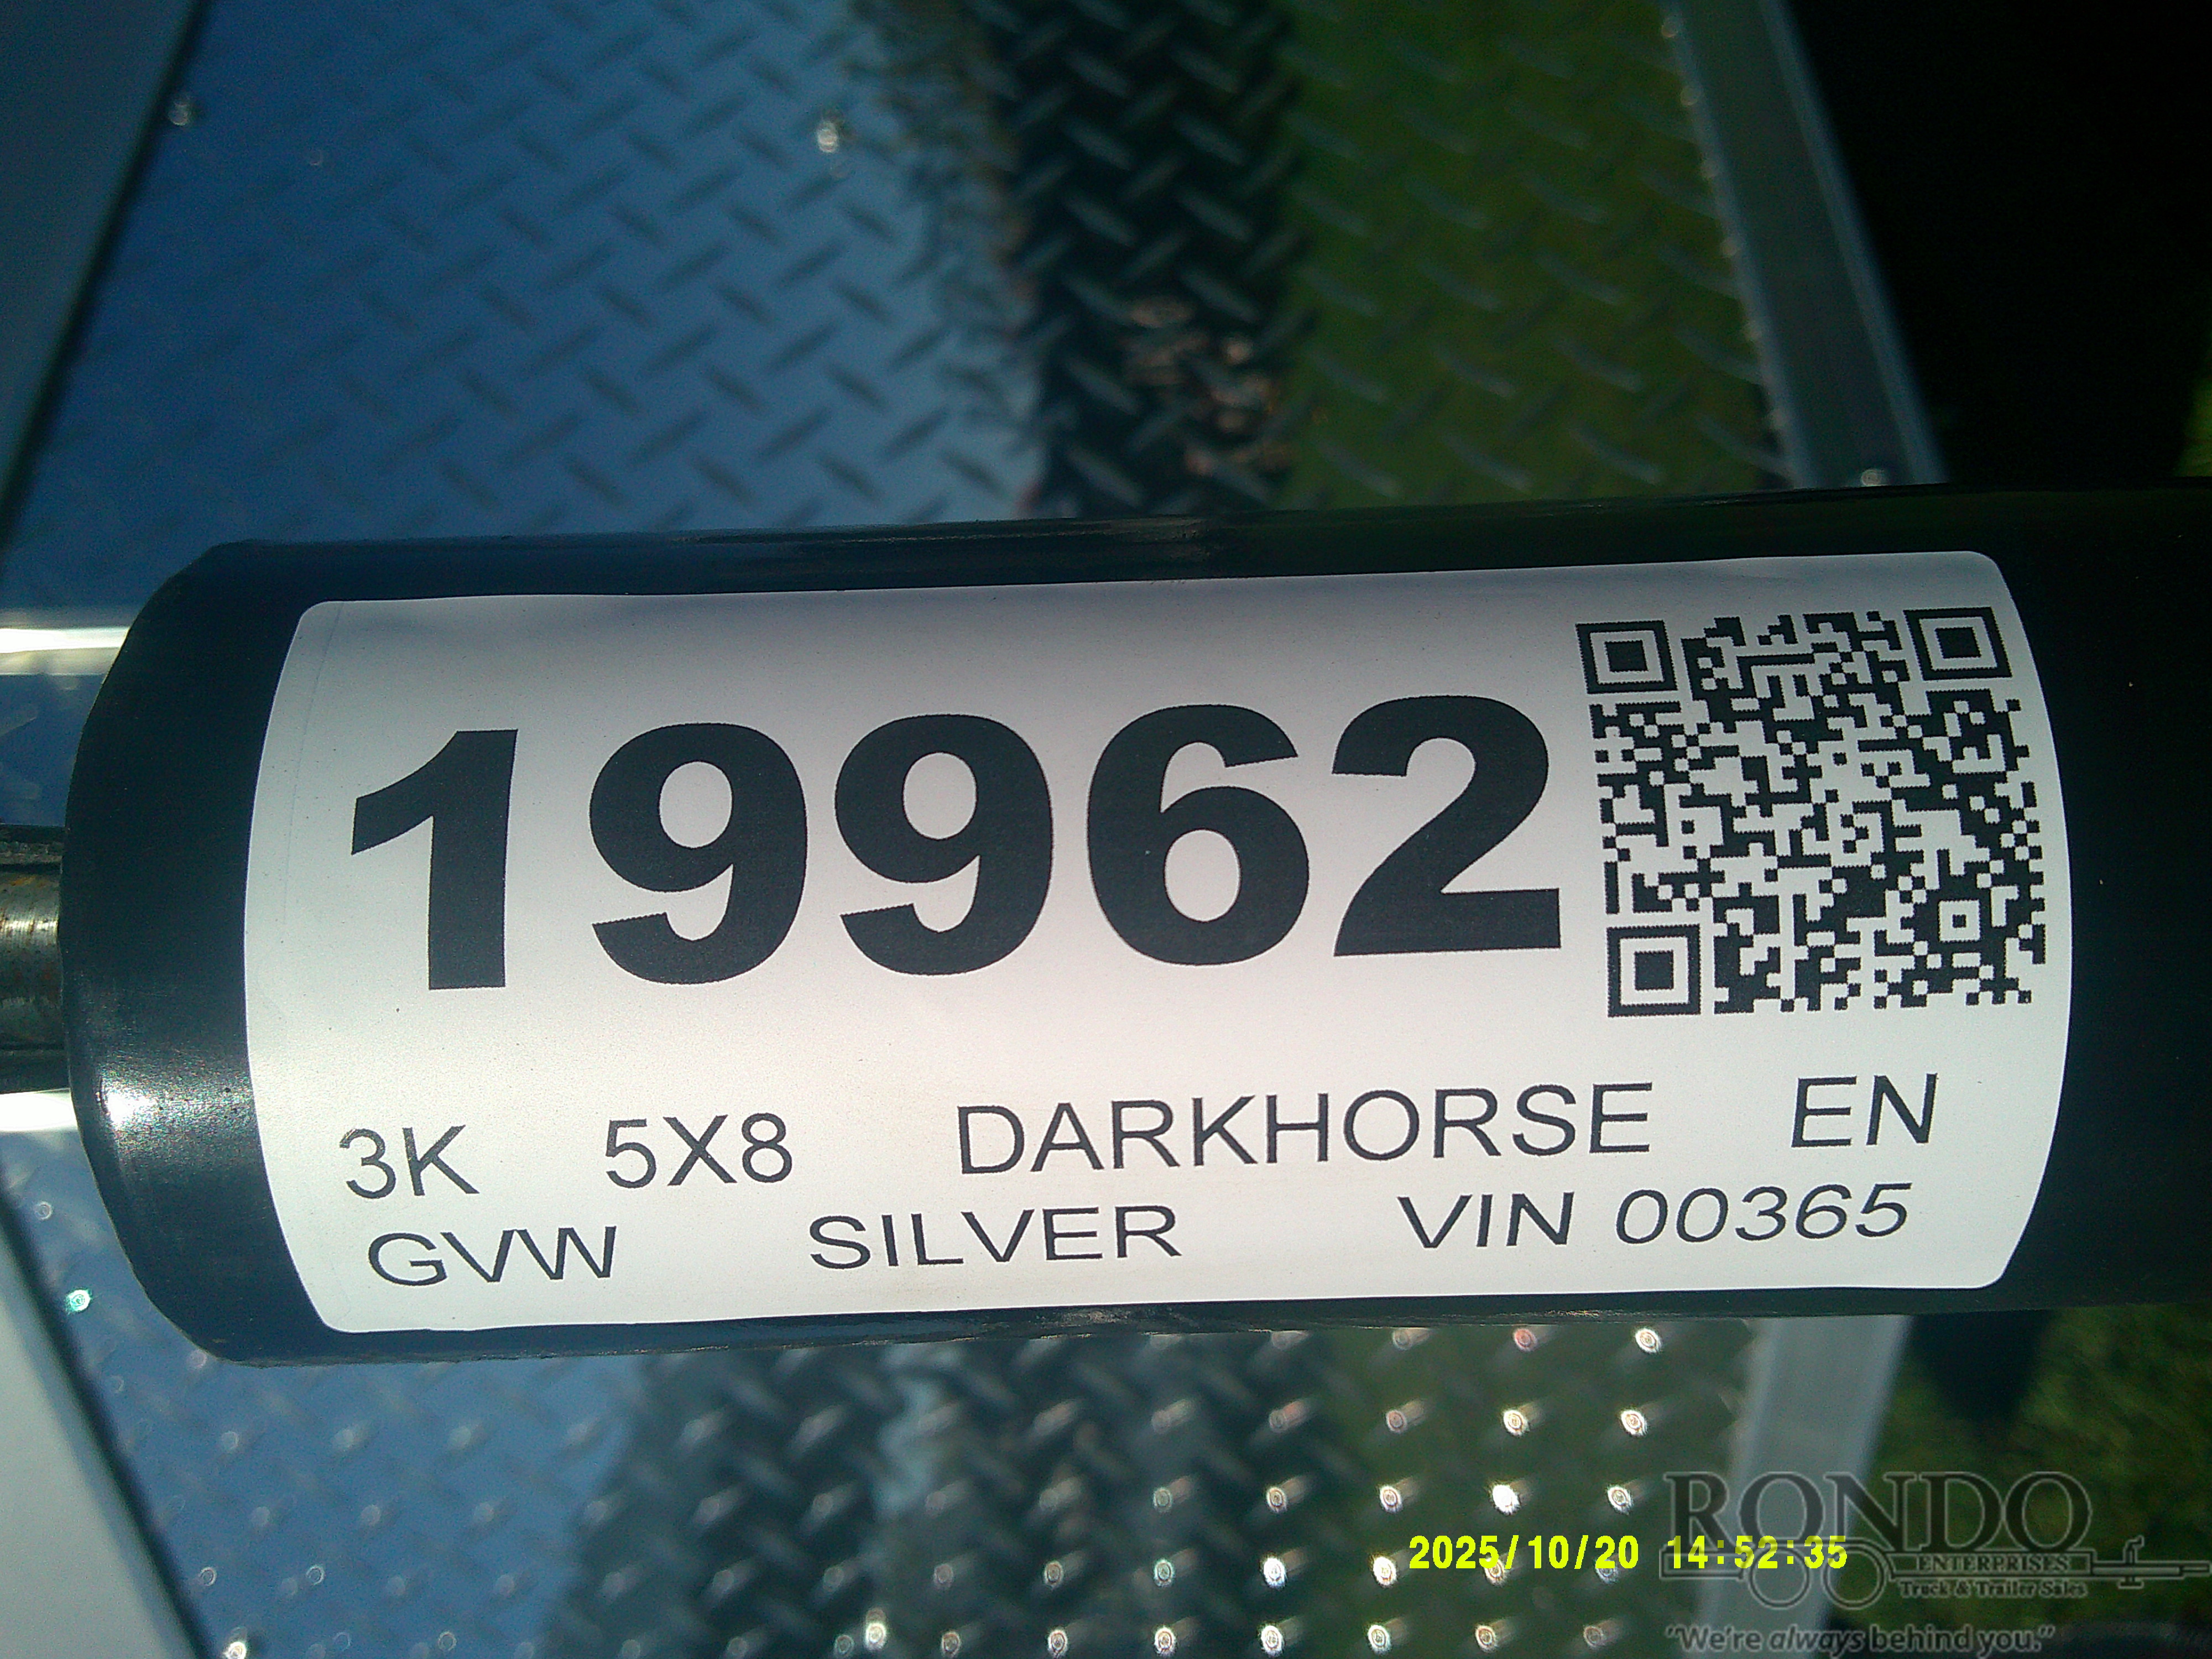 19962
3K 5X8 DARKHORSE EN
GVW SILVER VIN 00365
2025/10/20 14:52:35
RONDO
ENTERPRISES
Truck & Trailer Sales
"We're always behind you."